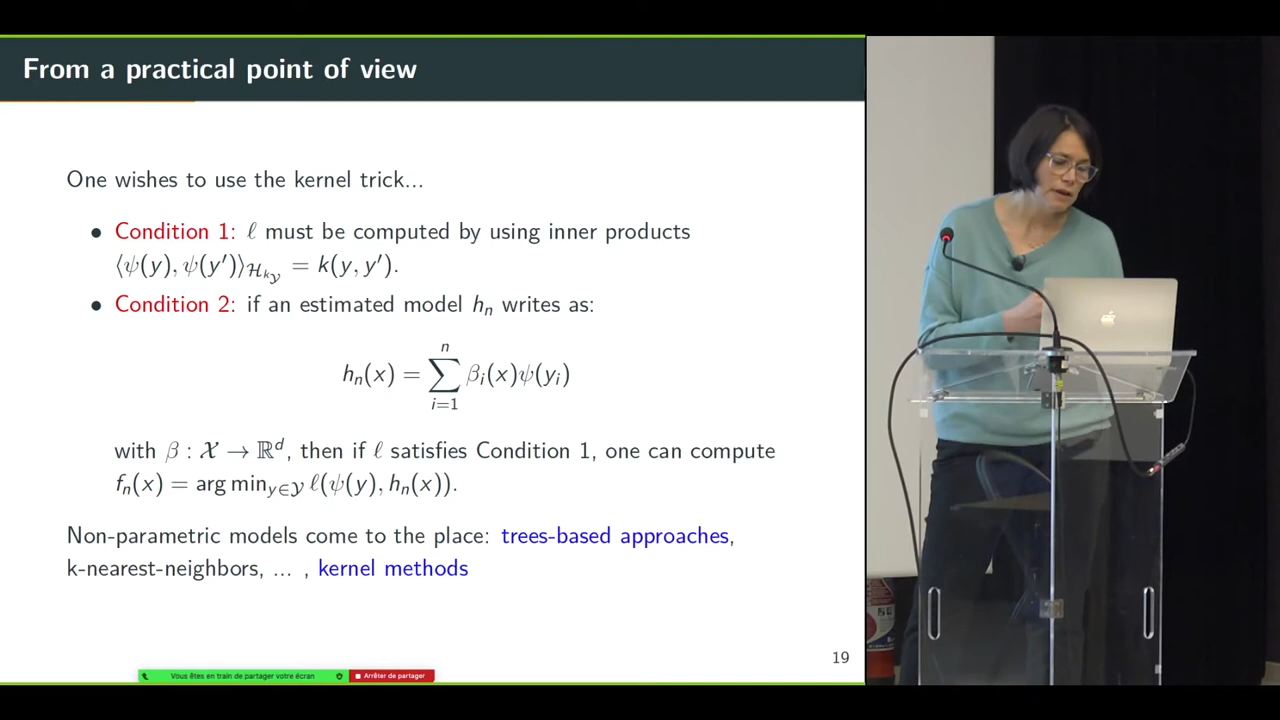 From a practical point of view
One wishes to use the kernel trick...
• Condition 1: ℓ must be computed by using inner products
⟨ψ(y), ψ(y′)⟩_{ℋ_{k_𝒴}} = k(y, y′).
• Condition 2: if an estimated model h_n writes as:
h_n(x) = ∑_{i=1}^{n} β_i(x)ψ(y_i)
with β : 𝒳 → ℝ^d, then if ℓ satisfies Condition 1, one can compute
f_n(x) = arg min_{y∈𝒴} ℓ(ψ(y), h_n(x)).
Non-parametric models come to the place: trees-based approaches,
k-nearest-neighbors, ... , kernel methods
19
Vous êtes en train de partager votre écran
Arrêter de partager